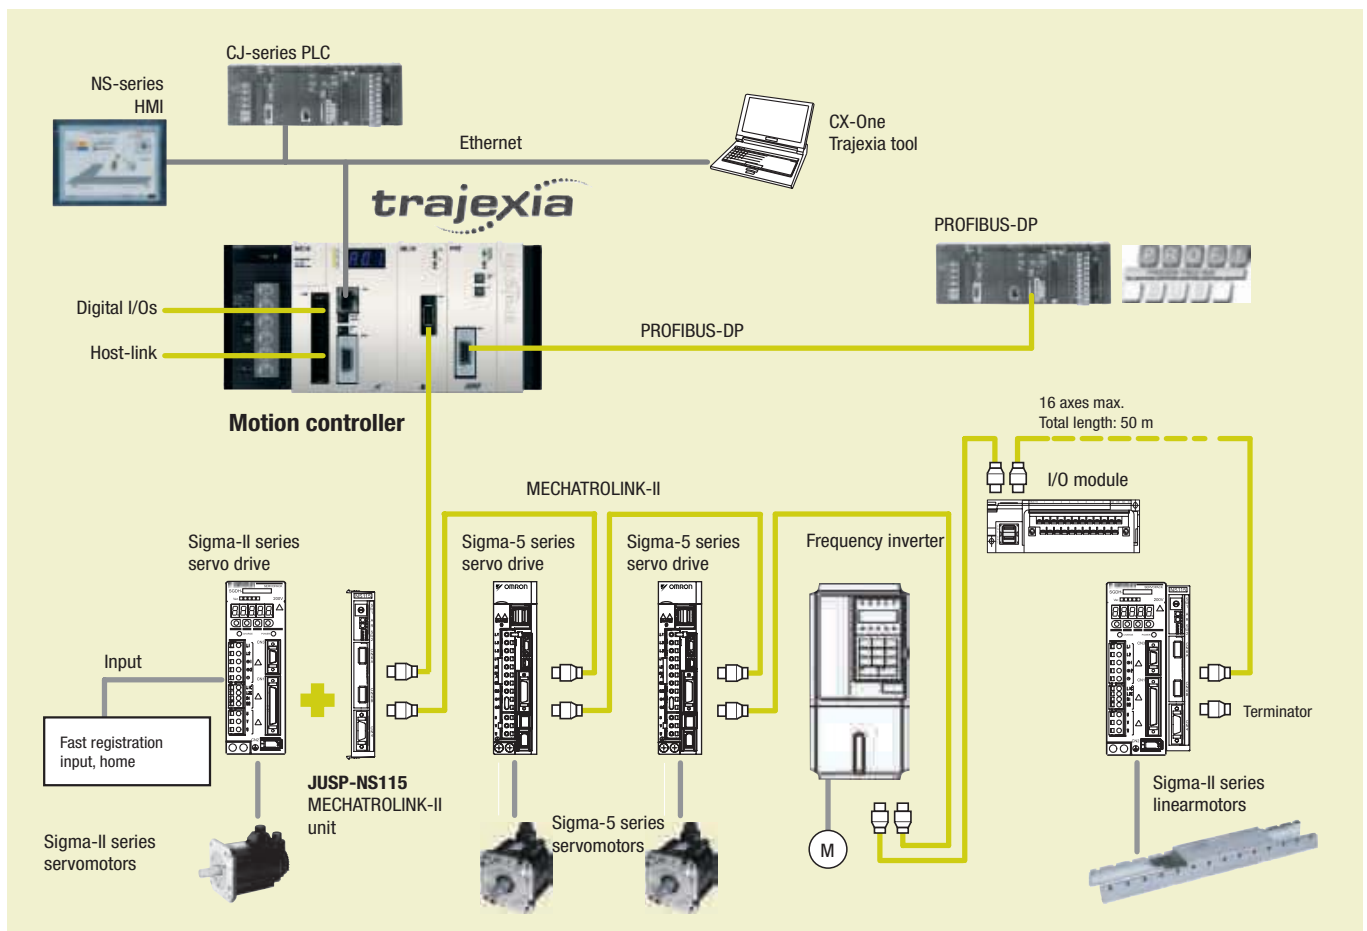 CJ-series PLC
NS-series
HMI
Ethernet
CX-One
Trajexia tool
trajexia
PROFIBUS-DP
Digital I/Os
Host-link
PROFIBUS-DP
Motion controller
16 axes max.
Total length: 50 m
I/O module
MECHATROLINK-II
Sigma-II series
servo drive
Sigma-5 series
servo drive
Sigma-5 series
servo drive
Frequency inverter
OMRON
OMRON
Input
Fast registration
input, home
JUSP-NS115
MECHATROLINK-II
unit
Terminator
Sigma-II series
servomotors
Sigma-5 series
servomotors
M
Sigma-II series
linearmotors